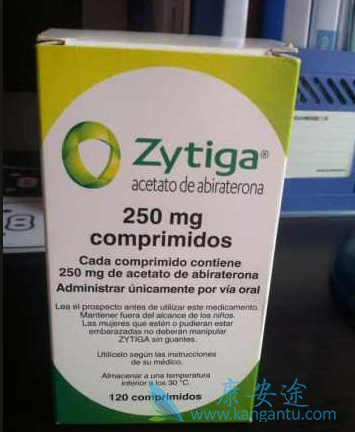 Zytiga®
acetato de abiraterona
250 mg
comprimidos
Cada comprimido contiene
250 mg de acetato de abiraterona
Administrar únicamente por vía oral
Lea el prospecto antes de utilizar este medicamento.
Mantener fuera del alcance de los niños.
Las mujeres que estén o pudieran estar
embarazadas no deberían manipular
ZYTIGA sin guantes.
Utilícelo según las instrucciones
de su médico.
Almacenar a una temperatura
inferior a los 30 °C.
120 comprimidos
康安途
www.kangantu.com